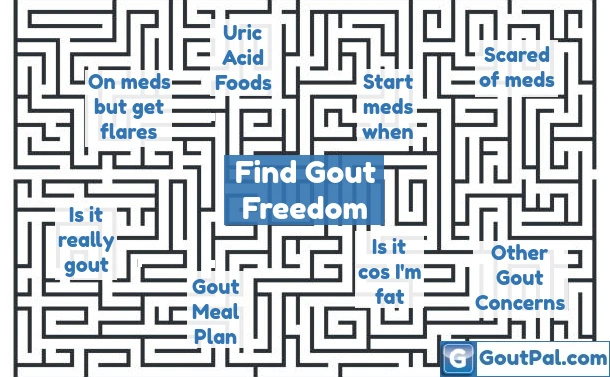 Uric
Acid
Foods
Scared
of meds
On meds
but get
flares
Start
meds
when
Find Gout
Freedom
Is it
really
gout
Is it
cos I'm
fat
Other
Gout
Concerns
Gout
Meal
Plan
G GoutPal.com